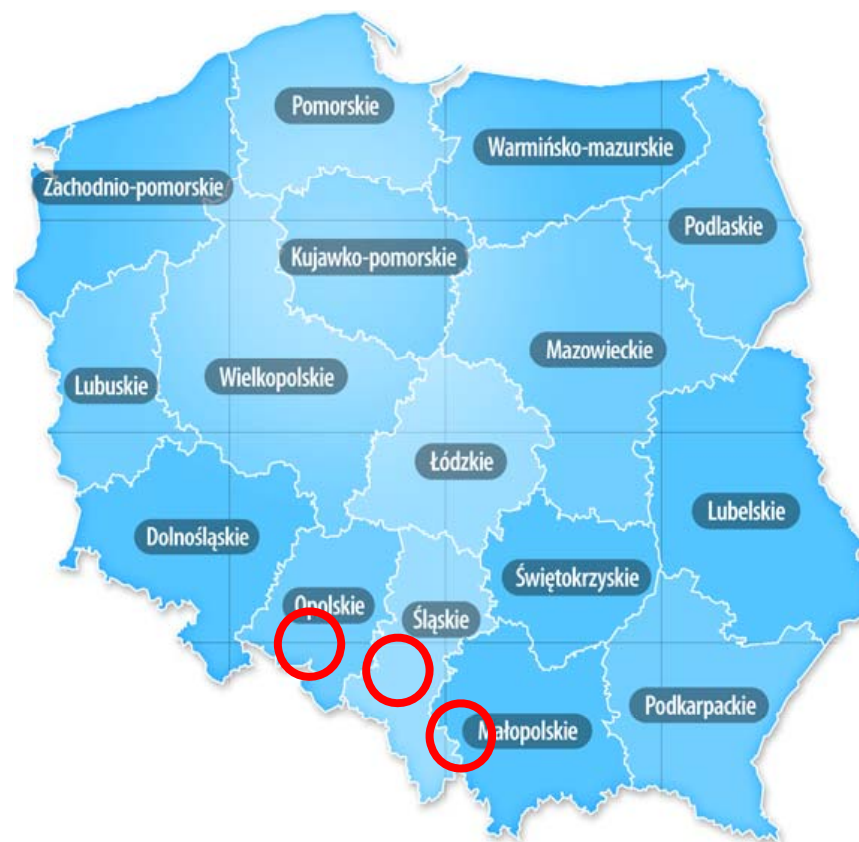 Pomorskie
Warmińsko-mazurskie
Zachodnio-pomorskie
Podlaskie
Kujawko-pomorskie
Mazowieckie
Lubuskie
Wielkopolskie
Łódzkie
Lubelskie
Dolnośląskie
Świętokrzyskie
Opolskie
Śląskie
Podkarpackie
Małopolskie